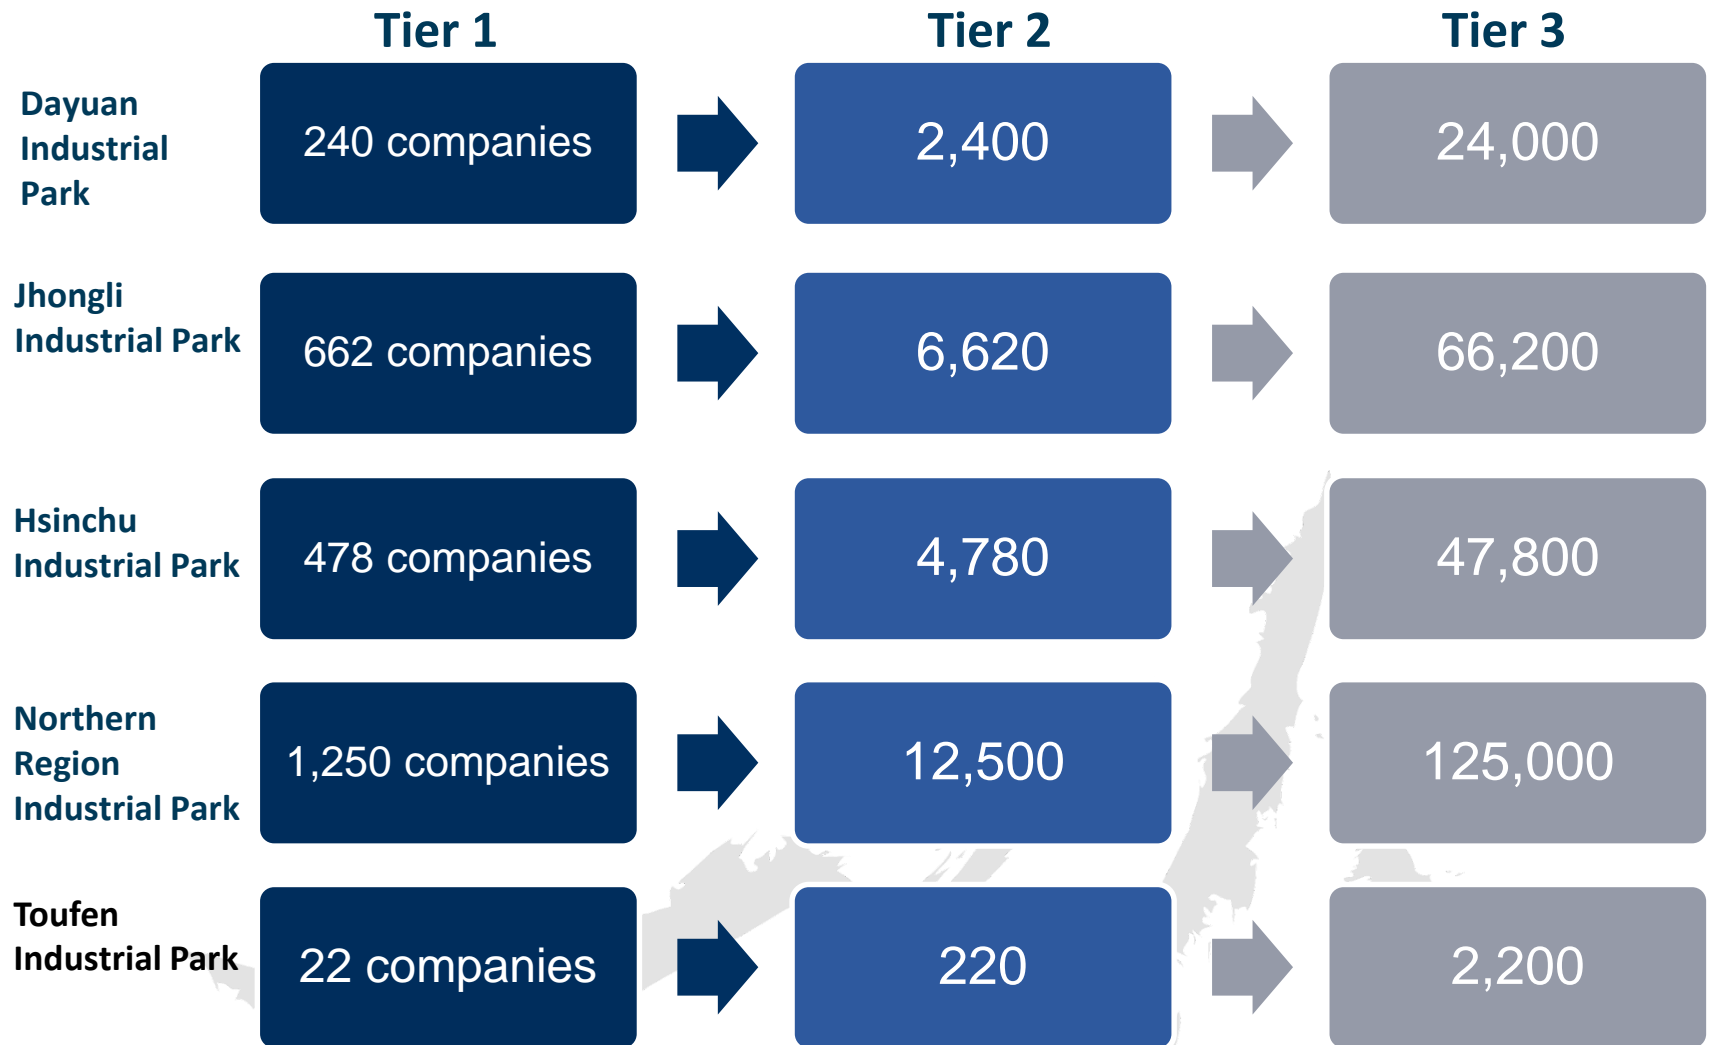 Tier 1
Tier 2
Tier 3
Dayuan
Industrial
Park
240 companies
2,400
24,000
Jhongli
Industrial Park
662 companies
6,620
66,200
Hsinchu
Industrial Park
478 companies
4,780
47,800
Northern
Region
Industrial Park
1,250 companies
12,500
125,000
Toufen
Industrial Park
22 companies
220
2,200